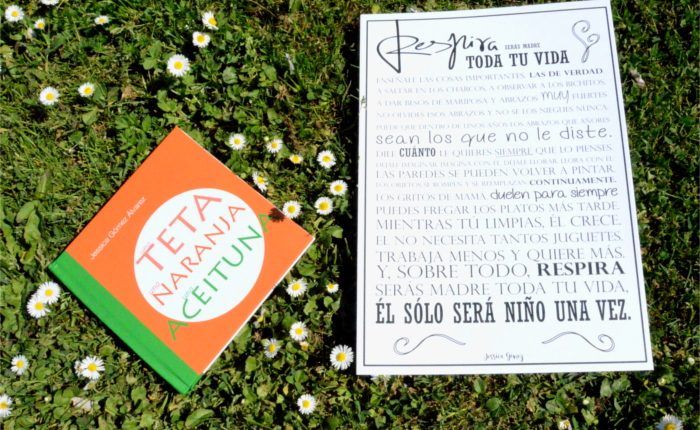 Jessica Gómez Alvarez
TETA
NARANJA
ACEITUNA
Respira
SERÁS MADRE
TODA TU VIDA
ENSÉÑALE LAS COSAS IMPORTANTES. LAS DE VERDAD.
A SALTAR EN LOS CHARCOS, A OBSERVAR A LOS BICHITOS,
A DAR BESOS DE MARIPOSA Y ABRAZOS MUY FUERTES
NO OLVIDES ESOS ABRAZOS Y NO SE LOS NIEGUES NUNCA
PUEDE QUE DENTRO DE UNOS AÑOS LOS ABRAZOS QUE AÑORES
sean los que no le diste.
DILE CUÁNTO LE QUIERES SIEMPRE QUE LO PIENSES.
DÉJALE IMAGINAR. IMAGINA CON ÉL. DÉJALE LLORAR. LLORA CON ÉL.
LAS PAREDES SE PUEDEN VOLVER A PINTAR.
LOS OBJETOS SE ROMPEN Y SE REEMPLAZAN CONTINUAMENTE.
LOS GRITOS DE MAMÁ duelen para siempre
PUEDES FREGAR LOS PLATOS MÁS TARDE.
MIENTRAS TÚ LIMPIAS, ÉL CRECE.
ÉL NO NECESITA TANTOS JUGUETES.
TRABAJA MENOS Y QUIERE MÁS.
Y, SOBRE TODO, RESPIRA
SERÁS MADRE TODA TU VIDA,
ÉL SÓLO SERÁ NIÑO UNA VEZ.
Jessica Gómez